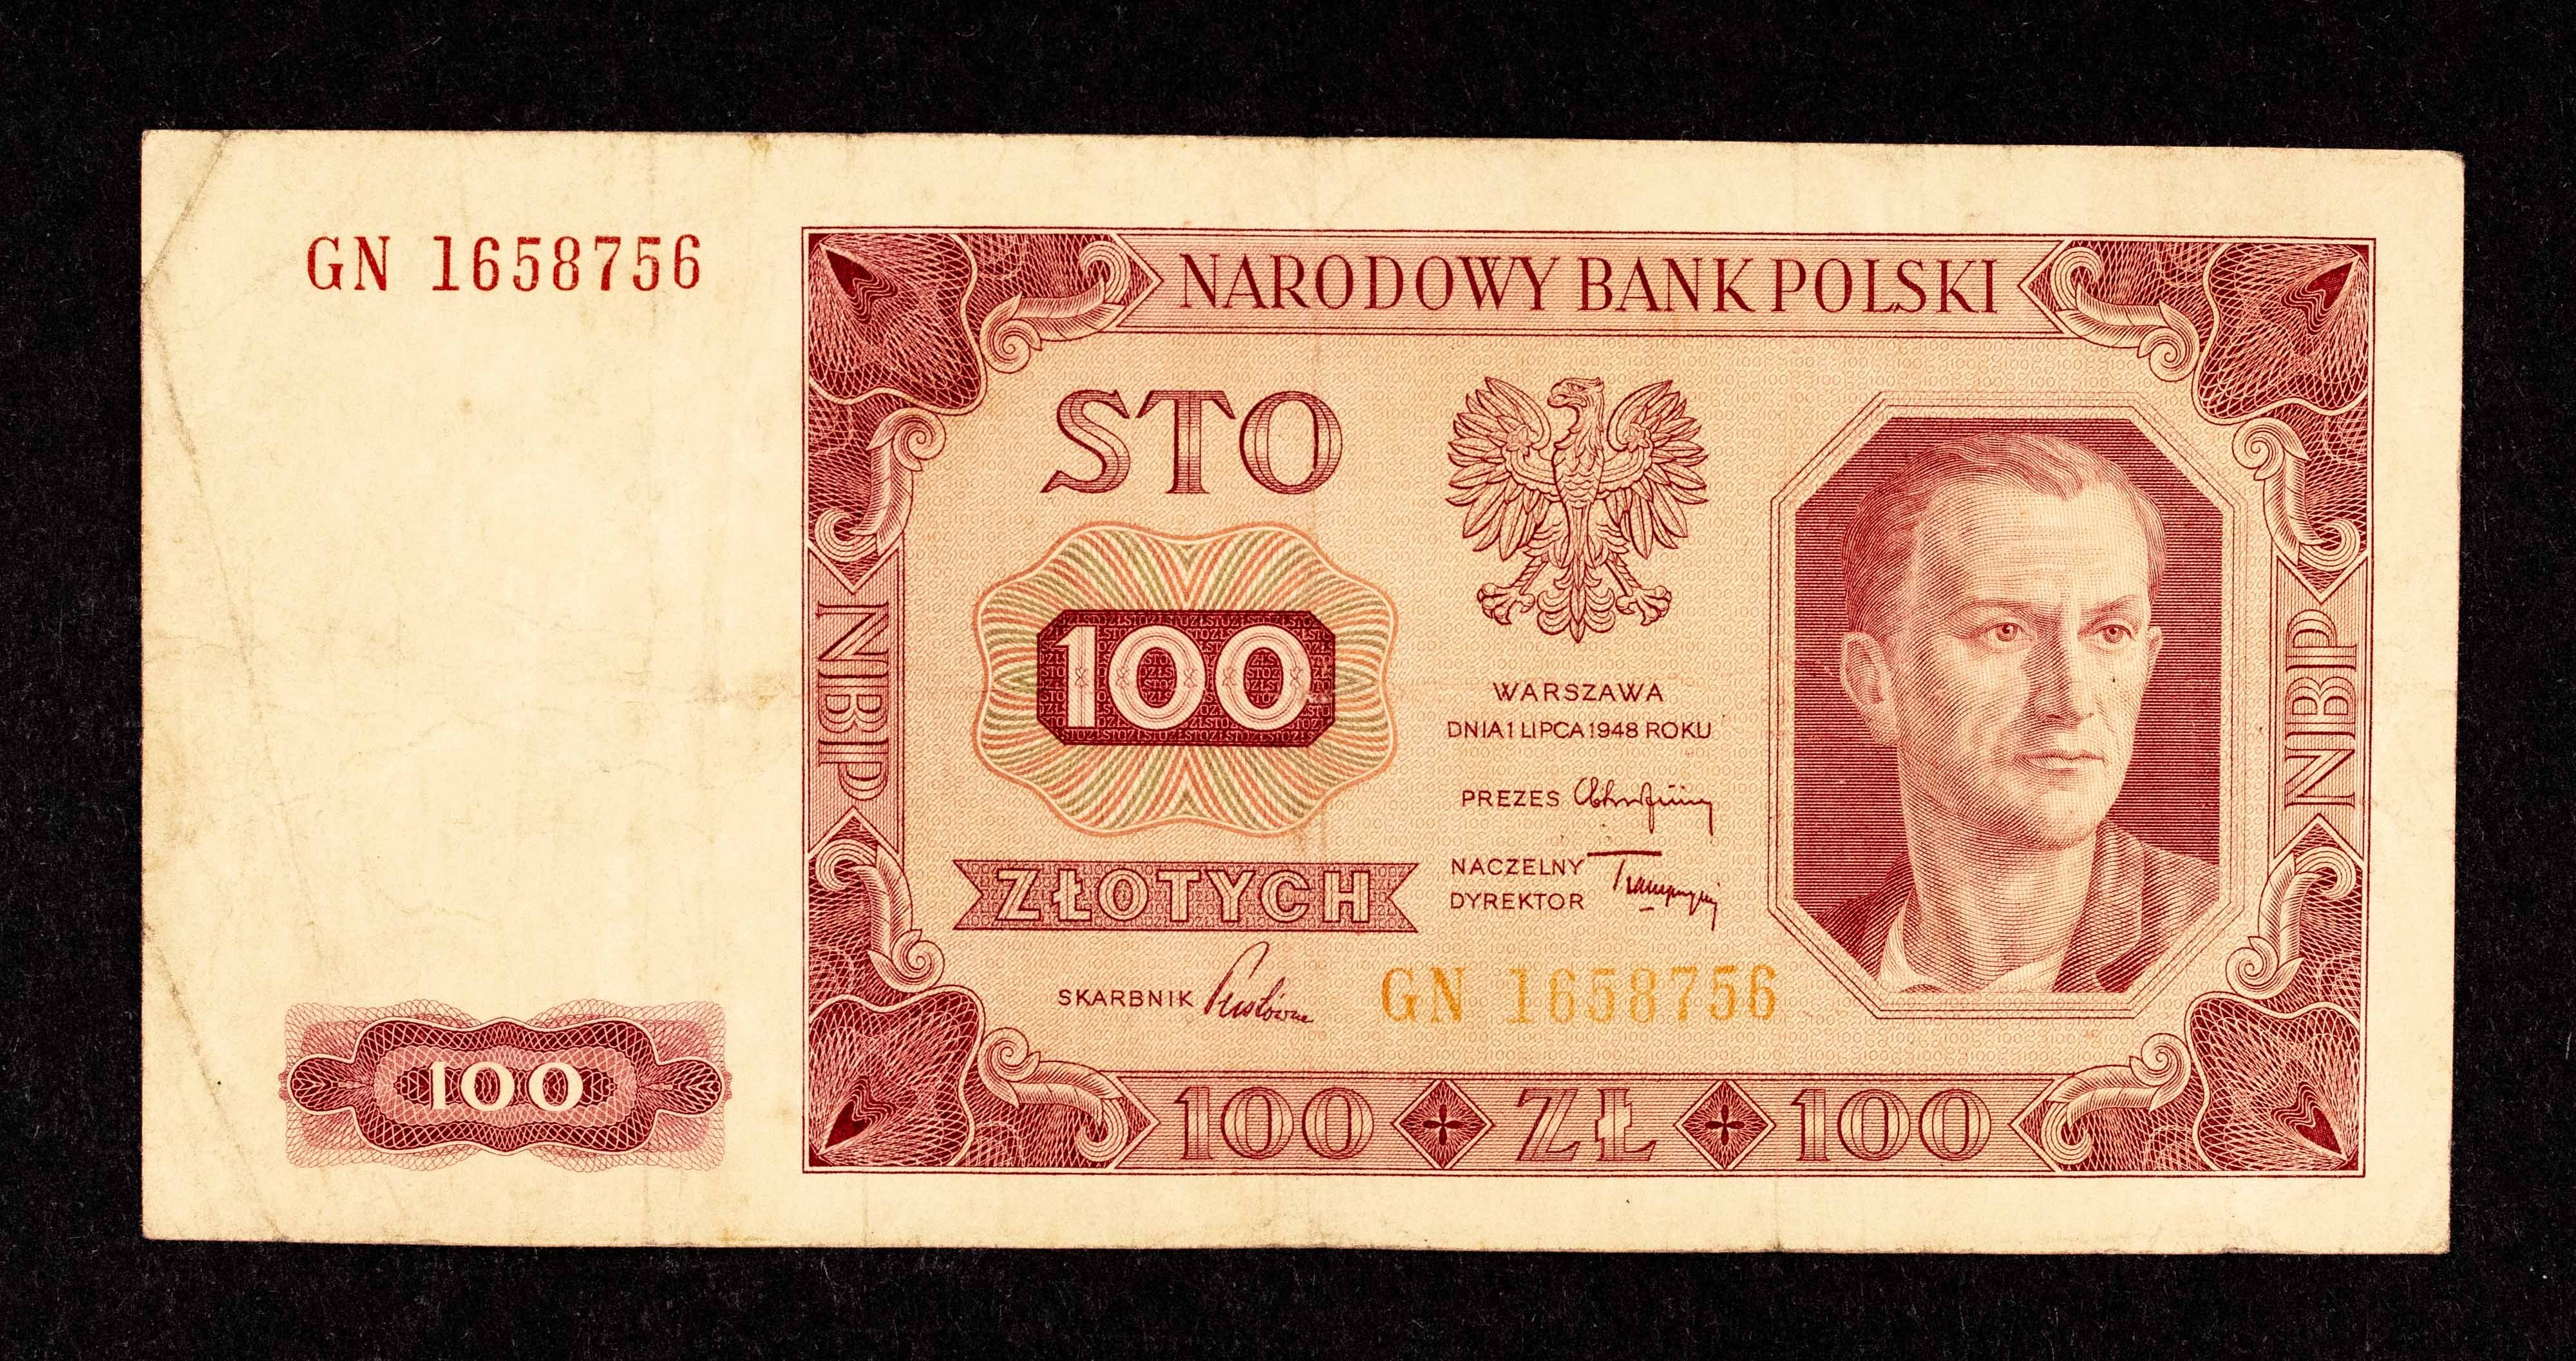 GN 1658756
NARODOWY BANK POLSKI
STO
100
NBP
NBP
WARSZAWA
DNIA 1 LIPCA 1948 ROKU
PREZES
NACZELNY
DYREKTOR
ZŁOTYCH
SKARBNIK
GN 1658756
100
100 ZŁ 100